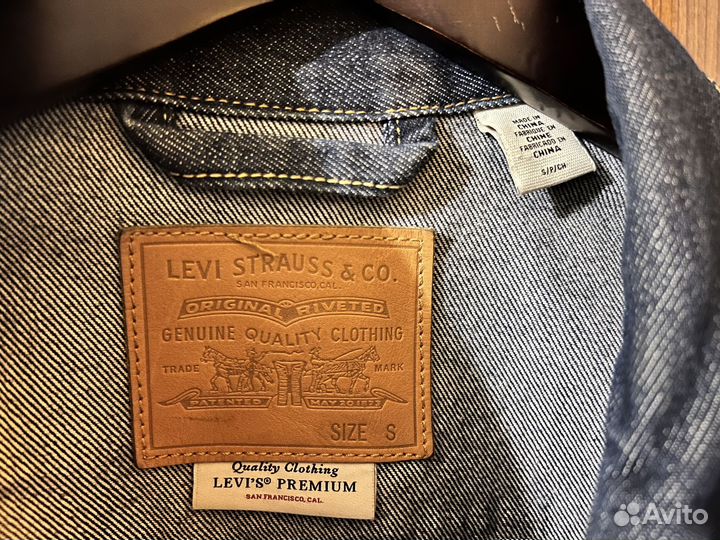 MADE IN
CHINA
FABRIQUÉ EN
CHINE
FABRICADO EN
CHINA
S/P/CH
LEVI STRAUSS & CO.
SAN FRANCISCO, CAL.
ORIGINAL RIVETED
GENUINE QUALITY CLOTHING
TRADE MARK
PATENTED MAY 20 1873
SIZE S
Quality Clothing
LEVI'S® PREMIUM
SAN FRANCISCO, CAL.
Avito